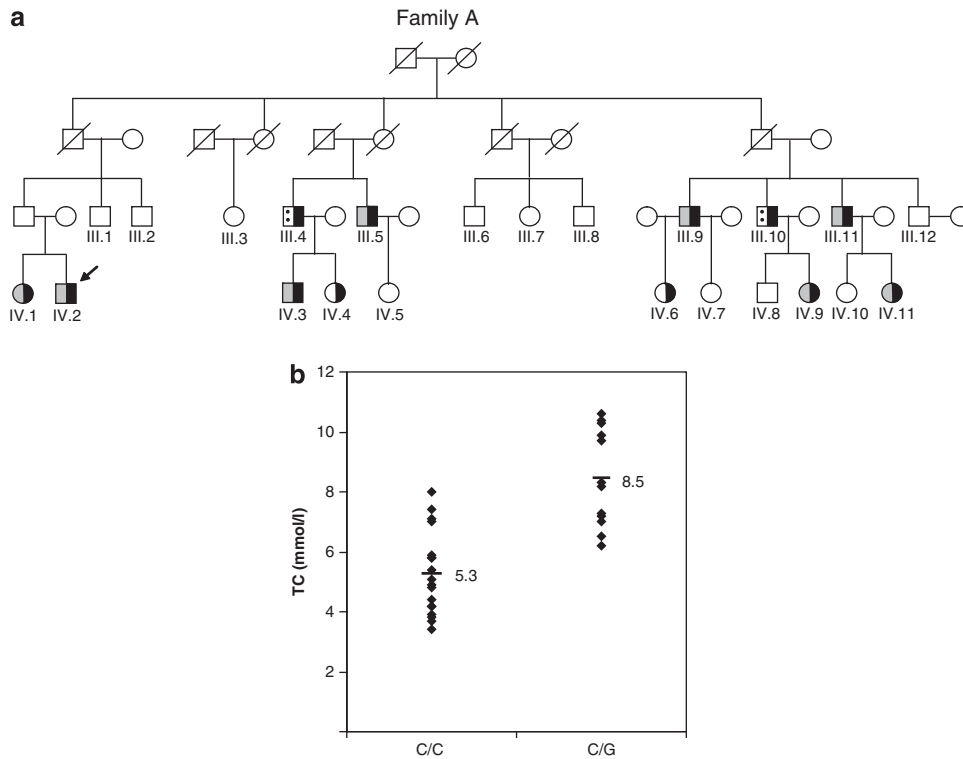 a
Family A
III.1 III.2 III.3 III.4 III.5 III.6 III.7 III.8 III.9 III.10 III.11 III.12
IV.1 IV.2 IV.3 IV.4 IV.5 IV.6 IV.7 IV.8 IV.9 IV.10 IV.11
b
12
10
8
6
4
2
TC (mmol/l)
5.3
8.5
C/C C/G